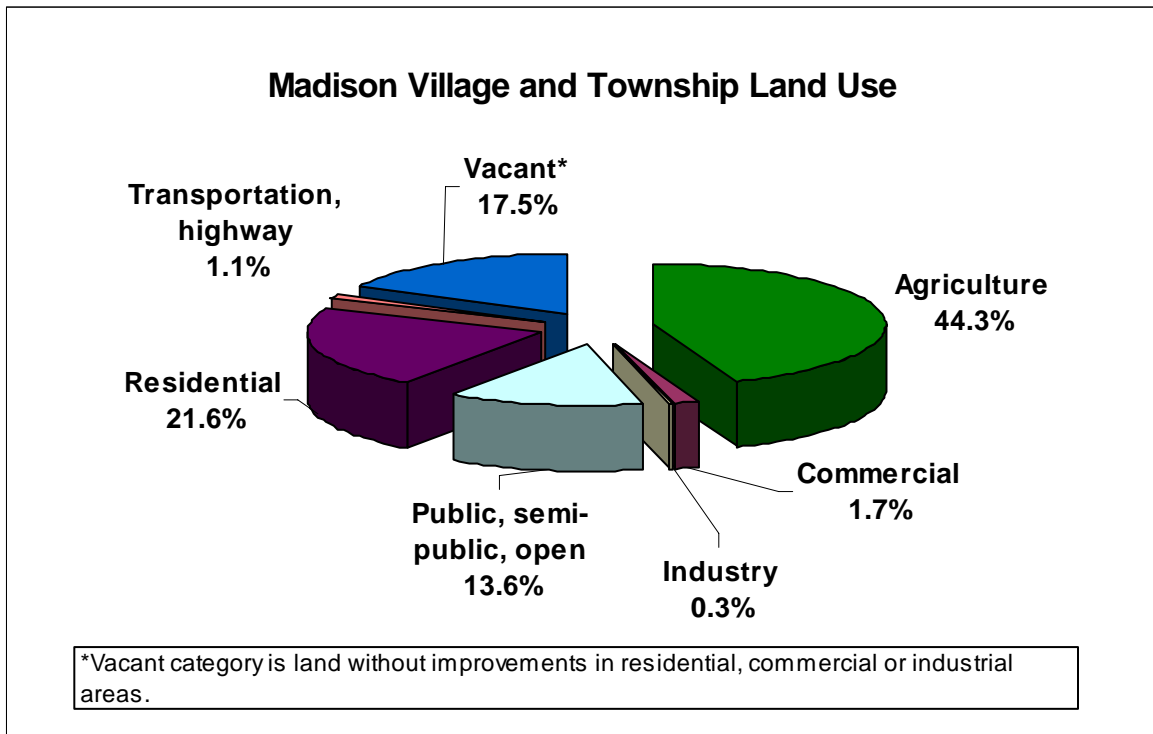 Madison Village and Township Land Use
Vacant*
17.5%
Transportation,
highway
1.1%
Agriculture
44.3%
Residential
21.6%
Commercial
1.7%
Public, semi-
public, open
13.6%
Industry
0.3%
*Vacant category is land without improvements in residential, commercial or industrial
areas.